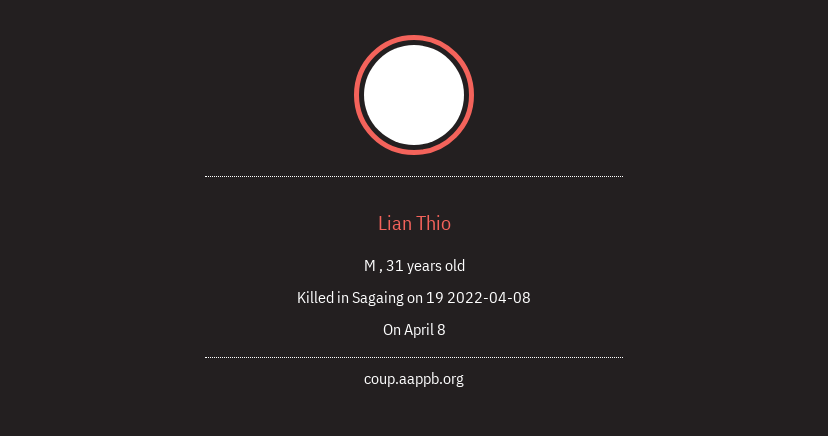 Lian Thio
M , 31 years old
Killed in Sagaing on 19 2022-04-08
On April 8
coup.aappb.org